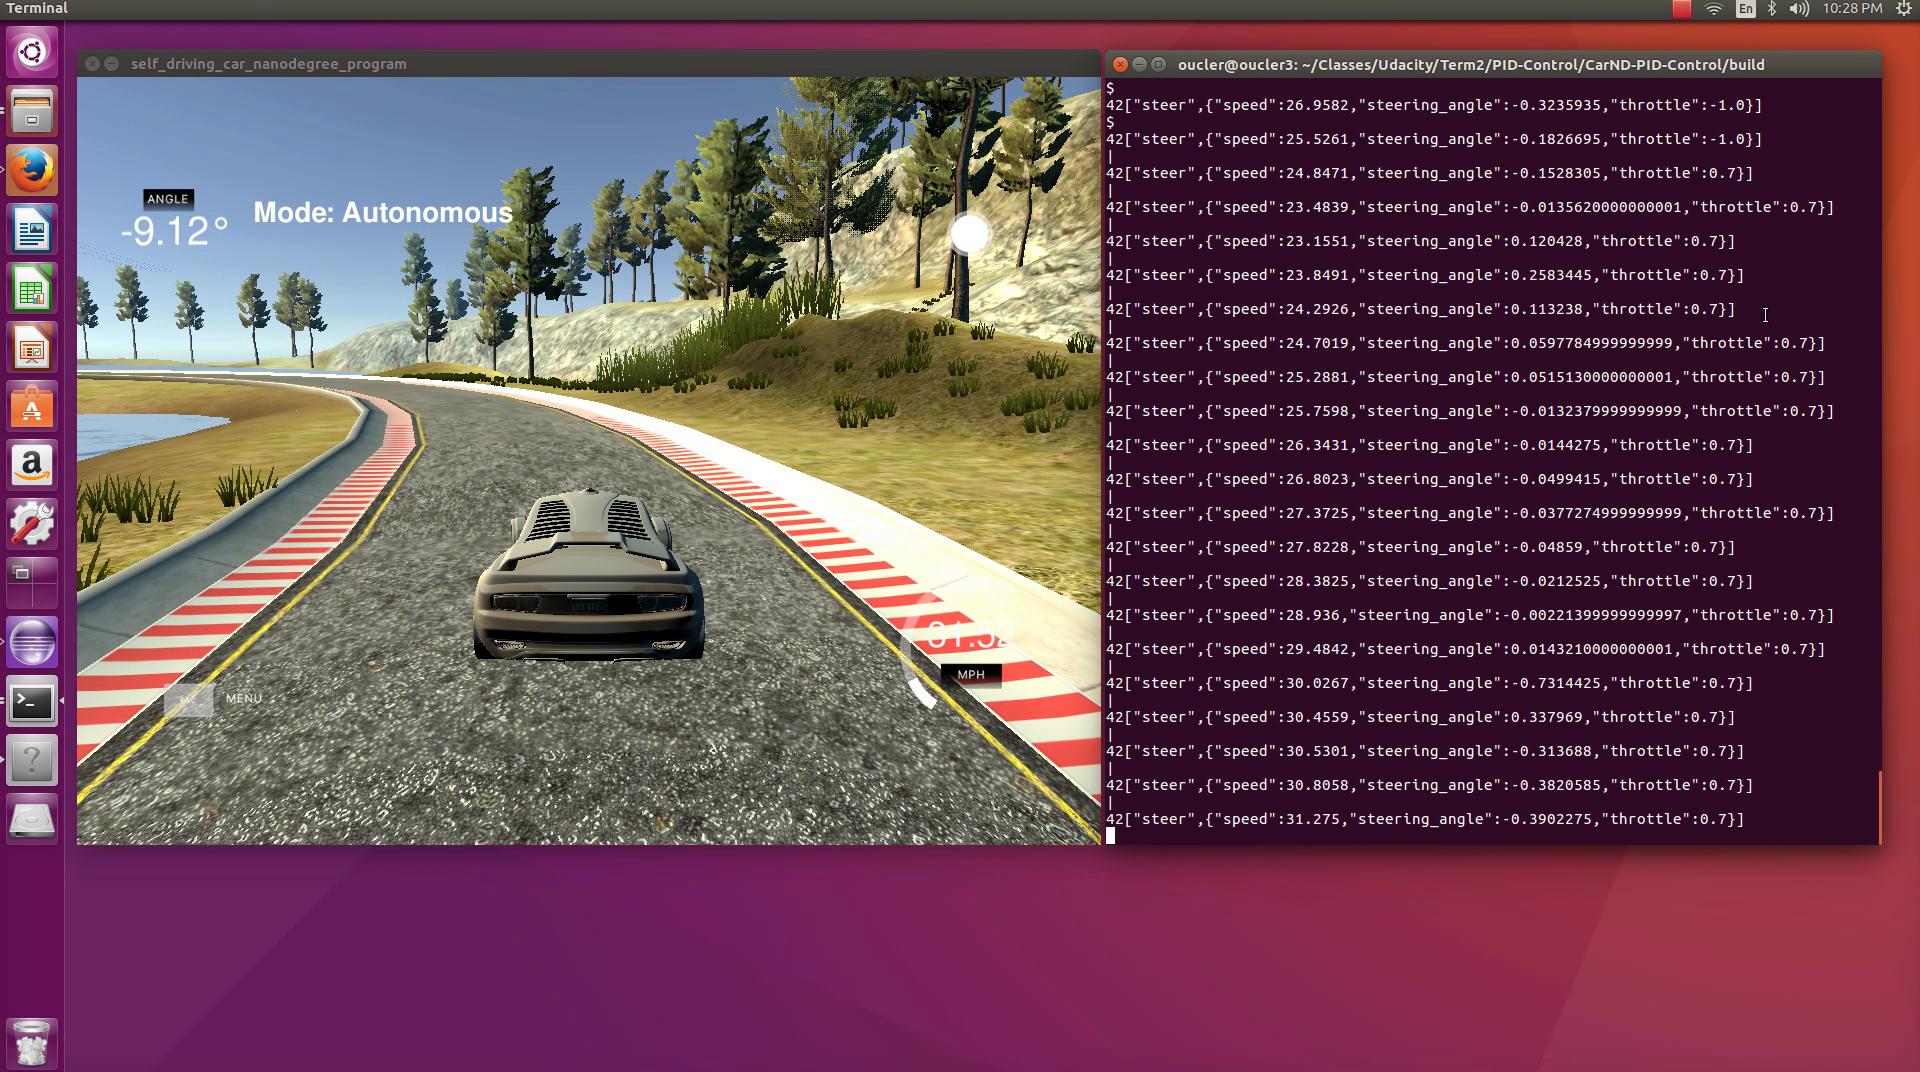 Terminal
En
10:28 PM
self_driving_car_nanodegree_program
ANGLE
-9.12°
Mode: Autonomous
MPH
ESC
MENU
oucler@oucler3: ~/Classes/Udacity/Term2/PID-Control/CarND-PID-Control/build
$
42["steer",{"speed":26.9582,"steering_angle":-0.3235935,"throttle":-1.0}]
$
42["steer",{"speed":25.5261,"steering_angle":-0.1826695,"throttle":-1.0}]
|
42["steer",{"speed":24.8471,"steering_angle":-0.1528305,"throttle":0.7}]
|
42["steer",{"speed":23.4839,"steering_angle":-0.0135620000000001,"throttle":0.7}]
|
42["steer",{"speed":23.1551,"steering_angle":0.120428,"throttle":0.7}]
|
42["steer",{"speed":23.8491,"steering_angle":0.2583445,"throttle":0.7}]
|
42["steer",{"speed":24.2926,"steering_angle":0.113238,"throttle":0.7}]
|
42["steer",{"speed":24.7019,"steering_angle":0.0597784999999999,"throttle":0.7}]
|
42["steer",{"speed":25.2881,"steering_angle":0.0515130000000001,"throttle":0.7}]
|
42["steer",{"speed":25.7598,"steering_angle":-0.0132379999999999,"throttle":0.7}]
|
42["steer",{"speed":26.3431,"steering_angle":-0.0144275,"throttle":0.7}]
|
42["steer",{"speed":26.8023,"steering_angle":-0.0499415,"throttle":0.7}]
|
42["steer",{"speed":27.3725,"steering_angle":-0.0377274999999999,"throttle":0.7}]
|
42["steer",{"speed":27.8228,"steering_angle":-0.04859,"throttle":0.7}]
|
42["steer",{"speed":28.3825,"steering_angle":-0.0212525,"throttle":0.7}]
|
42["steer",{"speed":28.936,"steering_angle":-0.00221399999999997,"throttle":0.7}]
|
42["steer",{"speed":29.4842,"steering_angle":0.0143210000000001,"throttle":0.7}]
|
42["steer",{"speed":30.0267,"steering_angle":-0.7314425,"throttle":0.7}]
|
42["steer",{"speed":30.4559,"steering_angle":0.337969,"throttle":0.7}]
|
42["steer",{"speed":30.5301,"steering_angle":-0.313688,"throttle":0.7}]
|
42["steer",{"speed":30.8058,"steering_angle":-0.3820585,"throttle":0.7}]
|
42["steer",{"speed":31.275,"steering_angle":-0.3902275,"throttle":0.7}]